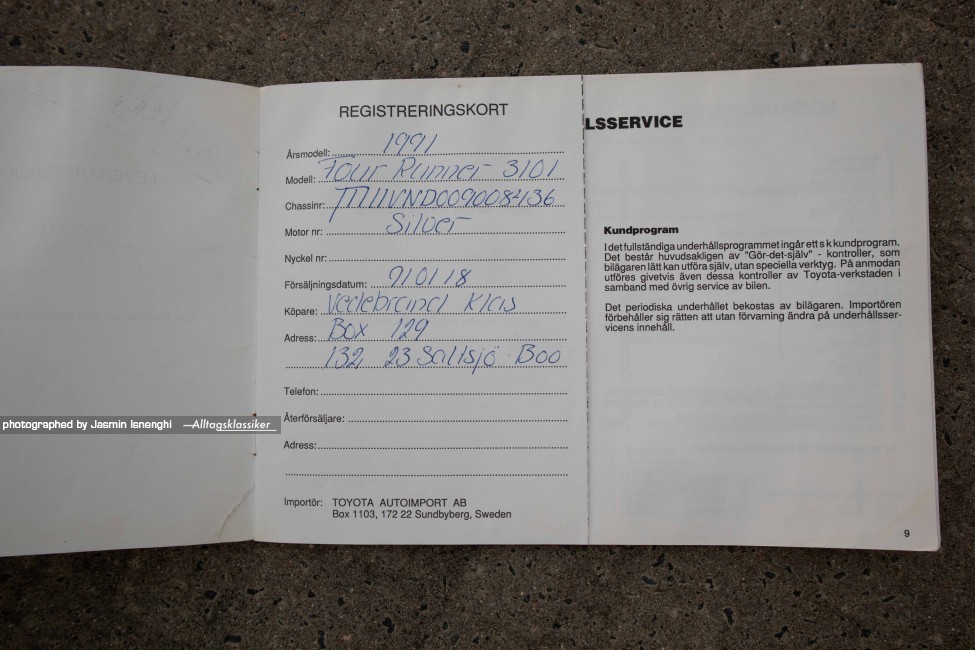 REGISTRERINGSKORT
Årsmodell: 1991
Modell: Four Runner 3101
Chassinr:
Motor nr: Silver
Nyckel nr:
Försäljningsdatum: 910118
Köpare: Vedebrand Klas
Adress: Box 129
132 23 Saltsjö-Boo
Telefon:
Återförsäljare:
Adress:
Importör: TOYOTA AUTOIMPORT AB
Box 1103, 172 22 Sundbyberg, Sweden
LSSERVICE
Kundprogram
I det fullständiga underhållsprogrammet ingår ett s k kundprogram.
Det består huvudsakligen av "Gör-det-själv" - kontroller, som
bilägaren lätt kan utföra själv, utan speciella verktyg. På anmodan
utföres givetvis även dessa kontroller av Toyota-verkstaden i
samband med övrig service av bilen.
Det periodiska underhållet bekostas av bilägaren. Importören
förbehåller sig rätten att utan förvarning ändra på underhållsser-
vicens innehåll.
9
photographed by Jasmin Isnenghi —Alltagsklassiker